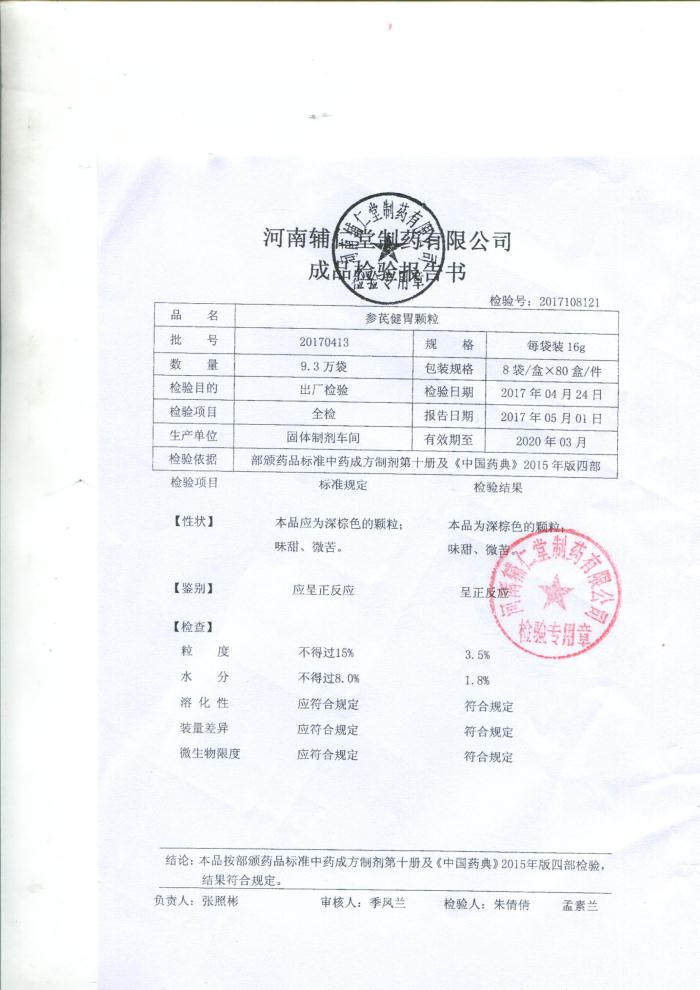 河南辅仁堂制药有限公司
成品检验报告书
河南辅仁堂制药有限公司
检验专用章
检验号：2017108121
品 名 参芪健胃颗粒
批 号 20170413 规 格 每袋装16g
数 量 9.3万袋 包装规格 8袋/盒×80盒/件
检验目的 出厂检验 检验日期 2017年04月24日
检验项目 全检 报告日期 2017年05月01日
生产单位 固体制剂车间 有效期至 2020年03月
检验依据 部颁药品标准中药成方制剂第十册及《中国药典》2015年版四部
检验项目 标准规定 检验结果
【性状】 本品应为深棕色的颗粒； 本品为深棕色的颗粒；
味甜、微苦。 味甜、微苦。
【鉴别】 应呈正反应 呈正反应
河南辅仁堂制药有限公司
检验专用章
【检查】
粒 度 不得过15% 3.5%
水 分 不得过8.0% 1.8%
溶化性 应符合规定 符合规定
装量差异 应符合规定 符合规定
微生物限度 应符合规定 符合规定
结论：本品按部颁药品标准中药成方制剂第十册及《中国药典》2015年版四部检验，
结果符合规定。
负责人：张照彬 审核人：季风兰 检验人：朱倩倩 孟素兰